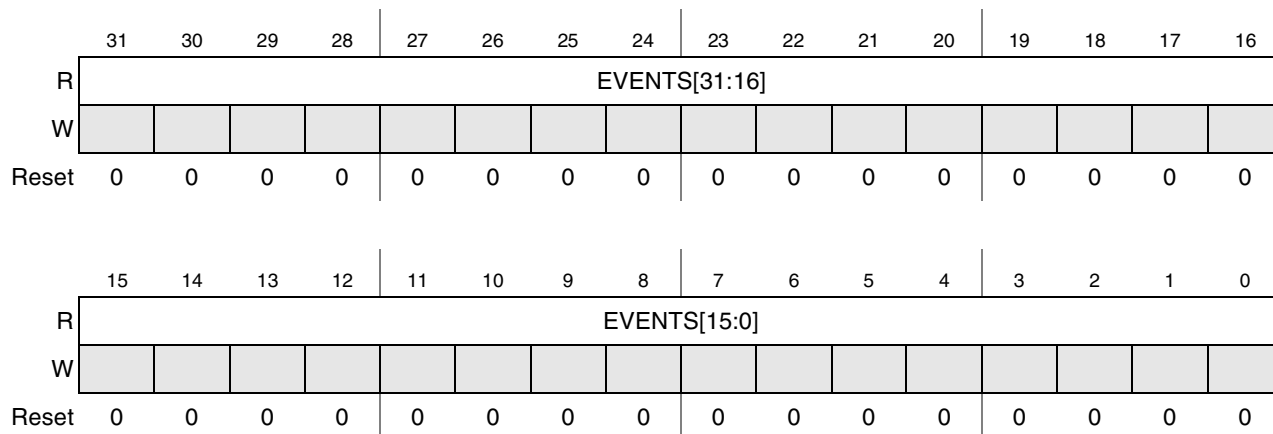 31 30 29 28 27 26 25 24 23 22 21 20 19 18 17 16
R EVENTS[31:16]
W
Reset 0 0 0 0 0 0 0 0 0 0 0 0 0 0 0 0
15 14 13 12 11 10 9 8 7 6 5 4 3 2 1 0
R EVENTS[15:0]
W
Reset 0 0 0 0 0 0 0 0 0 0 0 0 0 0 0 0